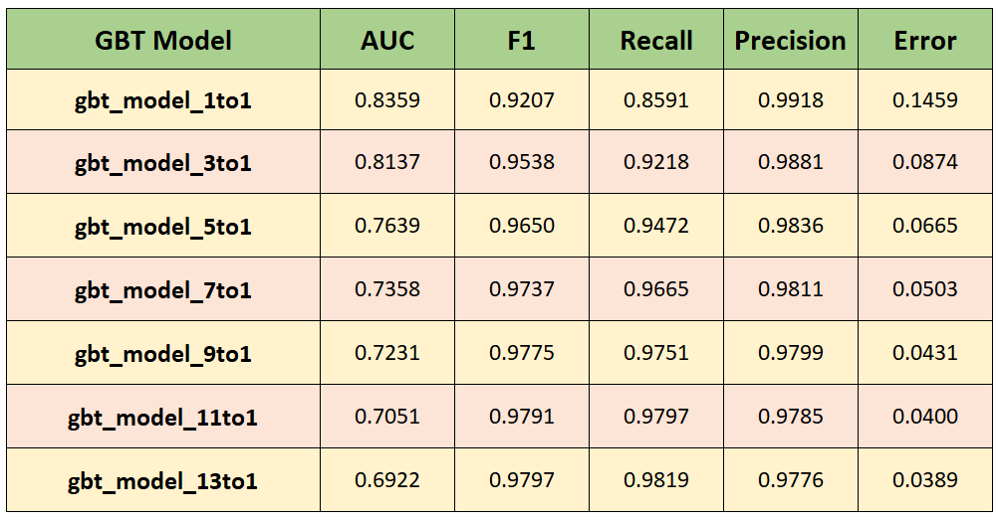 GBT Model AUC F1 Recall Precision Error
gbt_model_1to1 0.8359 0.9207 0.8591 0.9918 0.1459
gbt_model_3to1 0.8137 0.9538 0.9218 0.9881 0.0874
gbt_model_5to1 0.7639 0.9650 0.9472 0.9836 0.0665
gbt_model_7to1 0.7358 0.9737 0.9665 0.9811 0.0503
gbt_model_9to1 0.7231 0.9775 0.9751 0.9799 0.0431
gbt_model_11to1 0.7051 0.9791 0.9797 0.9785 0.0400
gbt_model_13to1 0.6922 0.9797 0.9819 0.9776 0.0389